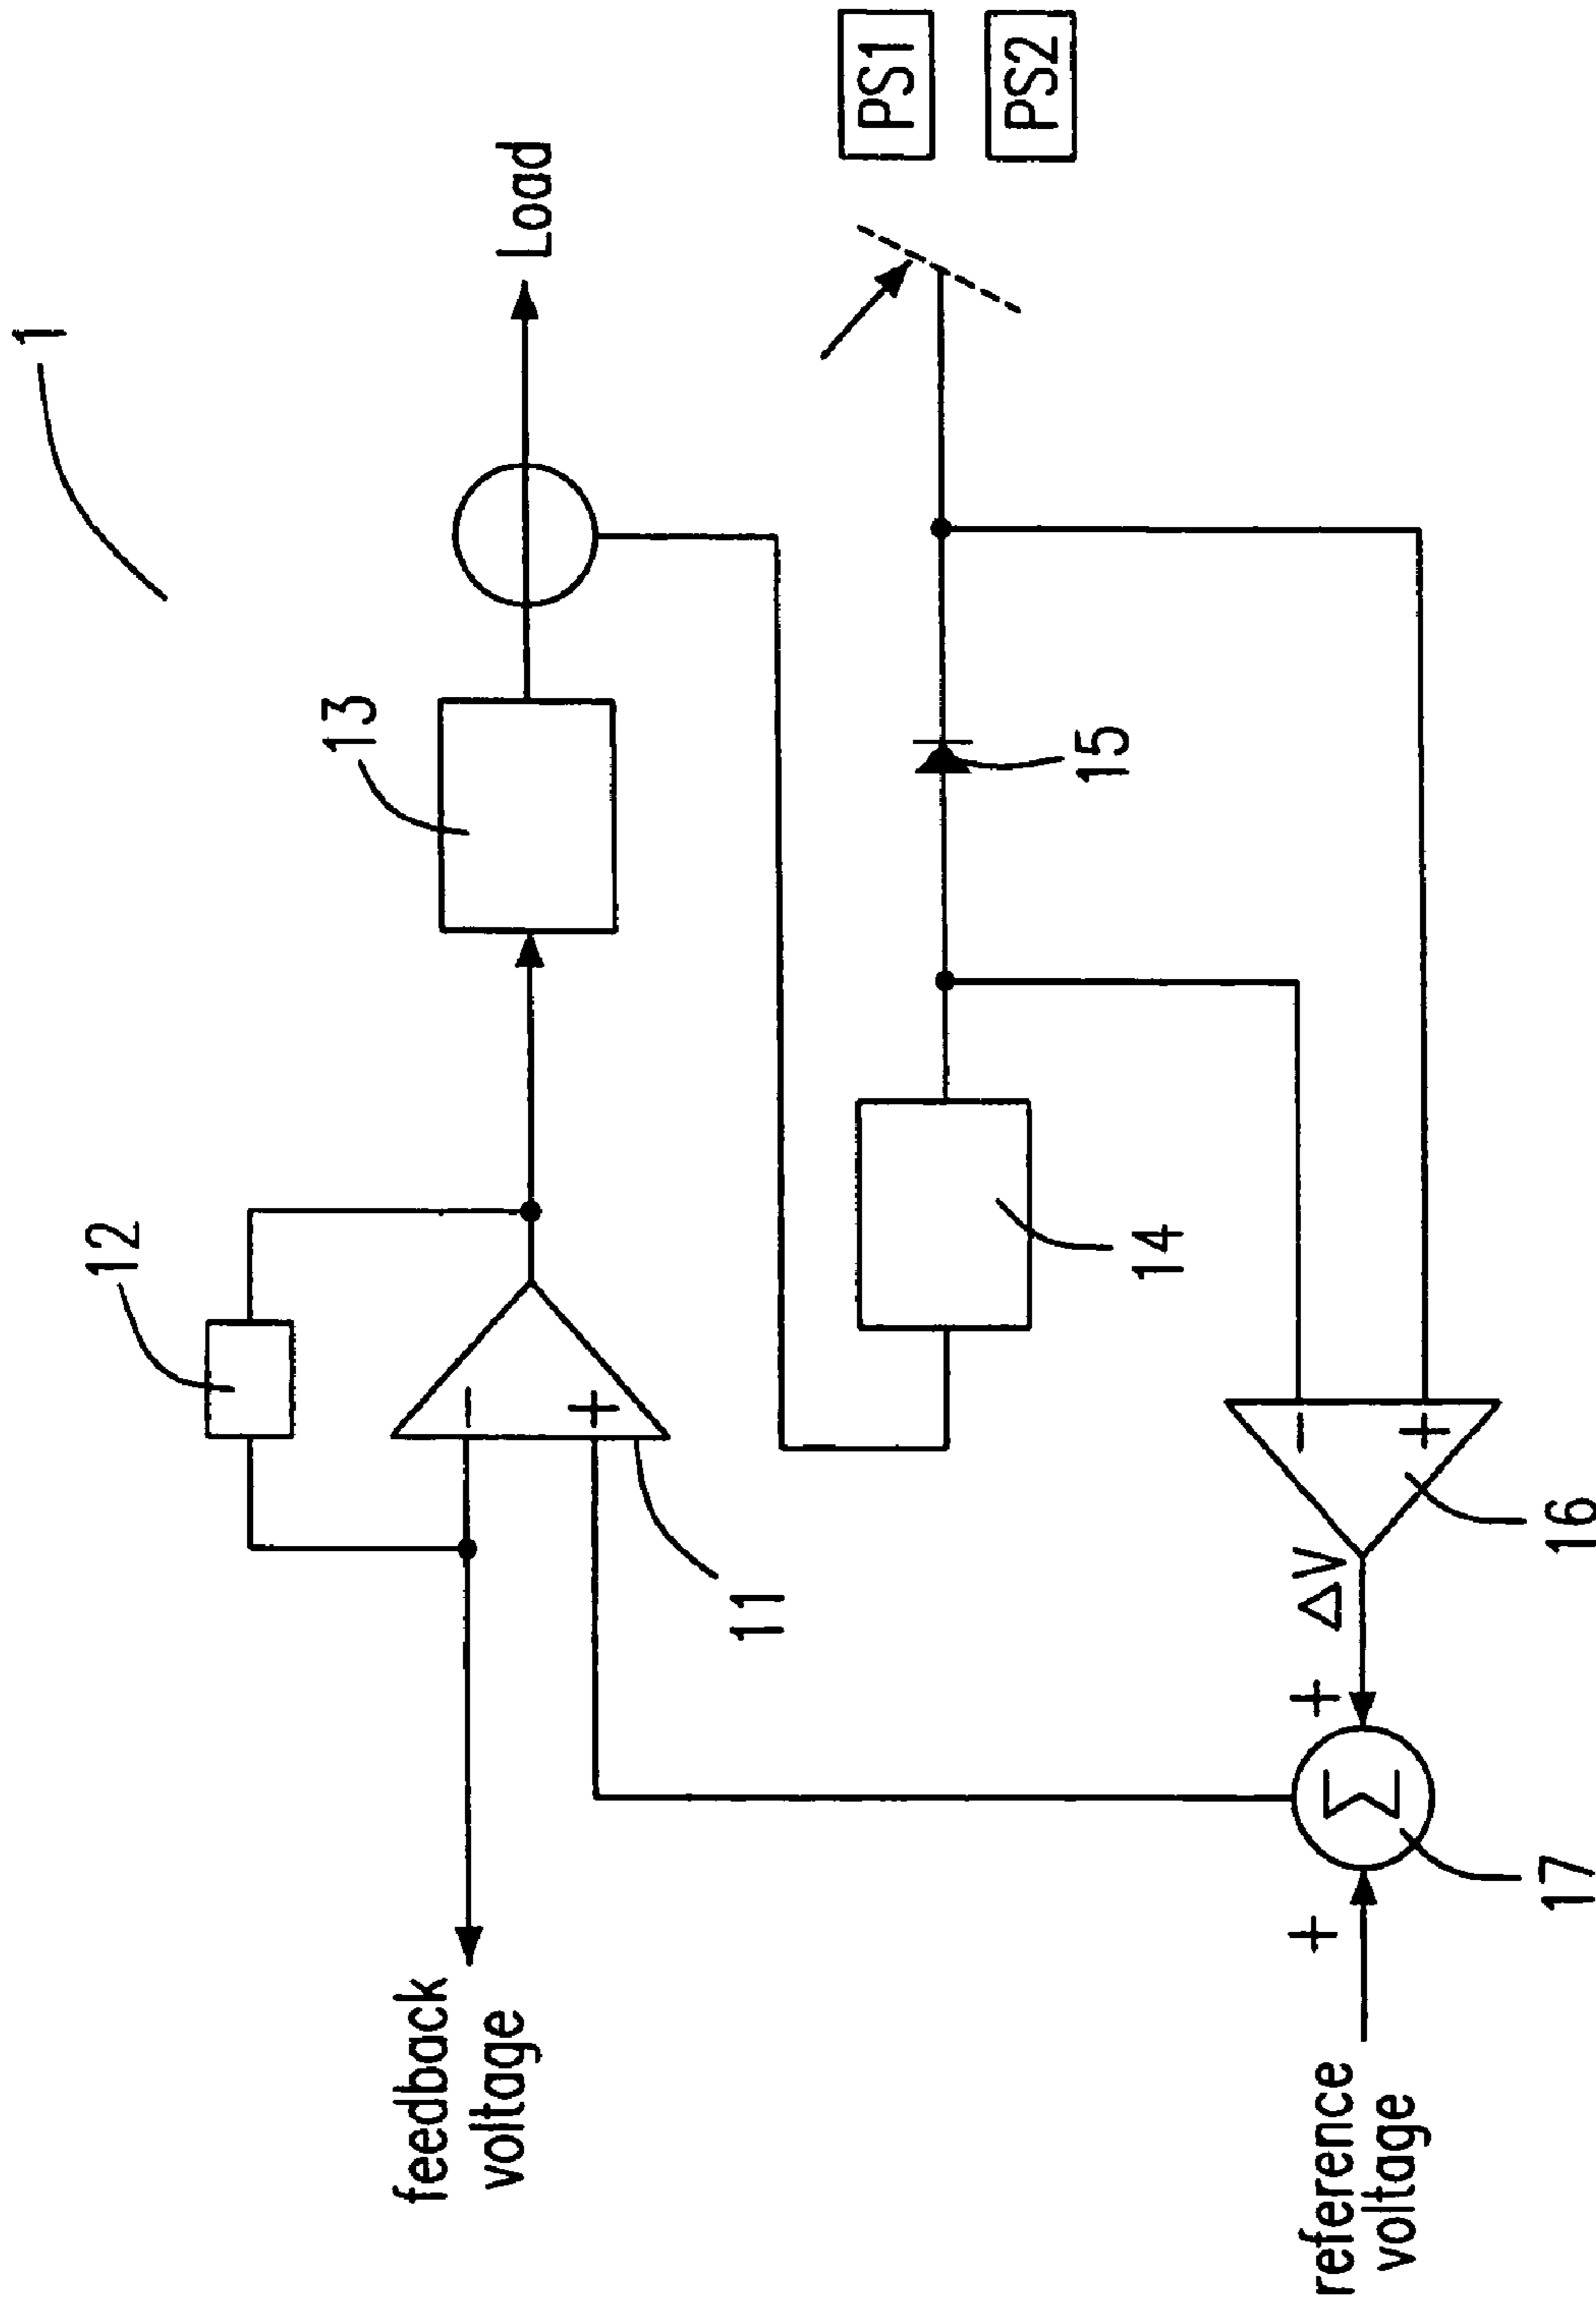 1
12
13
Load
feedback
voltage
−
+
11
PS1
PS2
14
15
−
+
16
ΔV
+
Σ
17
+
reference
voltage